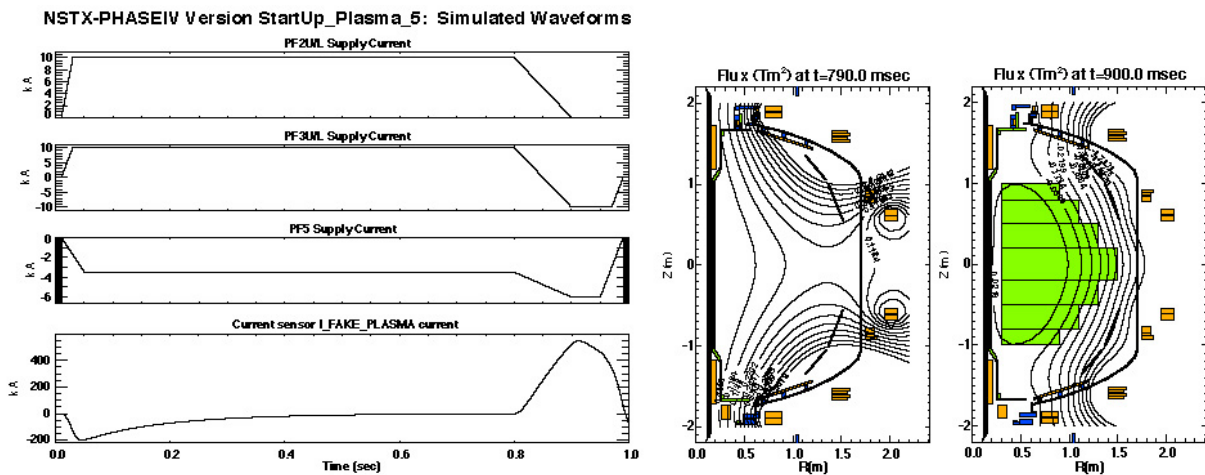 NSTX-PHASEIV Version StartUp_Plasma_5: Simulated Waveforms
PF2U/L Supply Current
10
8
6
4
2
0
kA
PF3U/L Supply Current
10
5
0
-5
-10
kA
PF5 Supply Current
0
-2
-4
-6
kA
Current sensor I_FAKE_PLASMA current
400
200
0
-200
kA
0.0 0.2 0.4 0.6 0.8 1.0
Time (sec)
Flux (Tm²) at t=790.0 msec
2
1
0
-1
-2
Z(m)
0.0 0.5 1.0 1.5 2.0
Flux (Tm²) at t=900.0 msec
2
1
0
-1
-2
Z(m)
0.0 0.5 1.0 1.5 2.0
R(m)